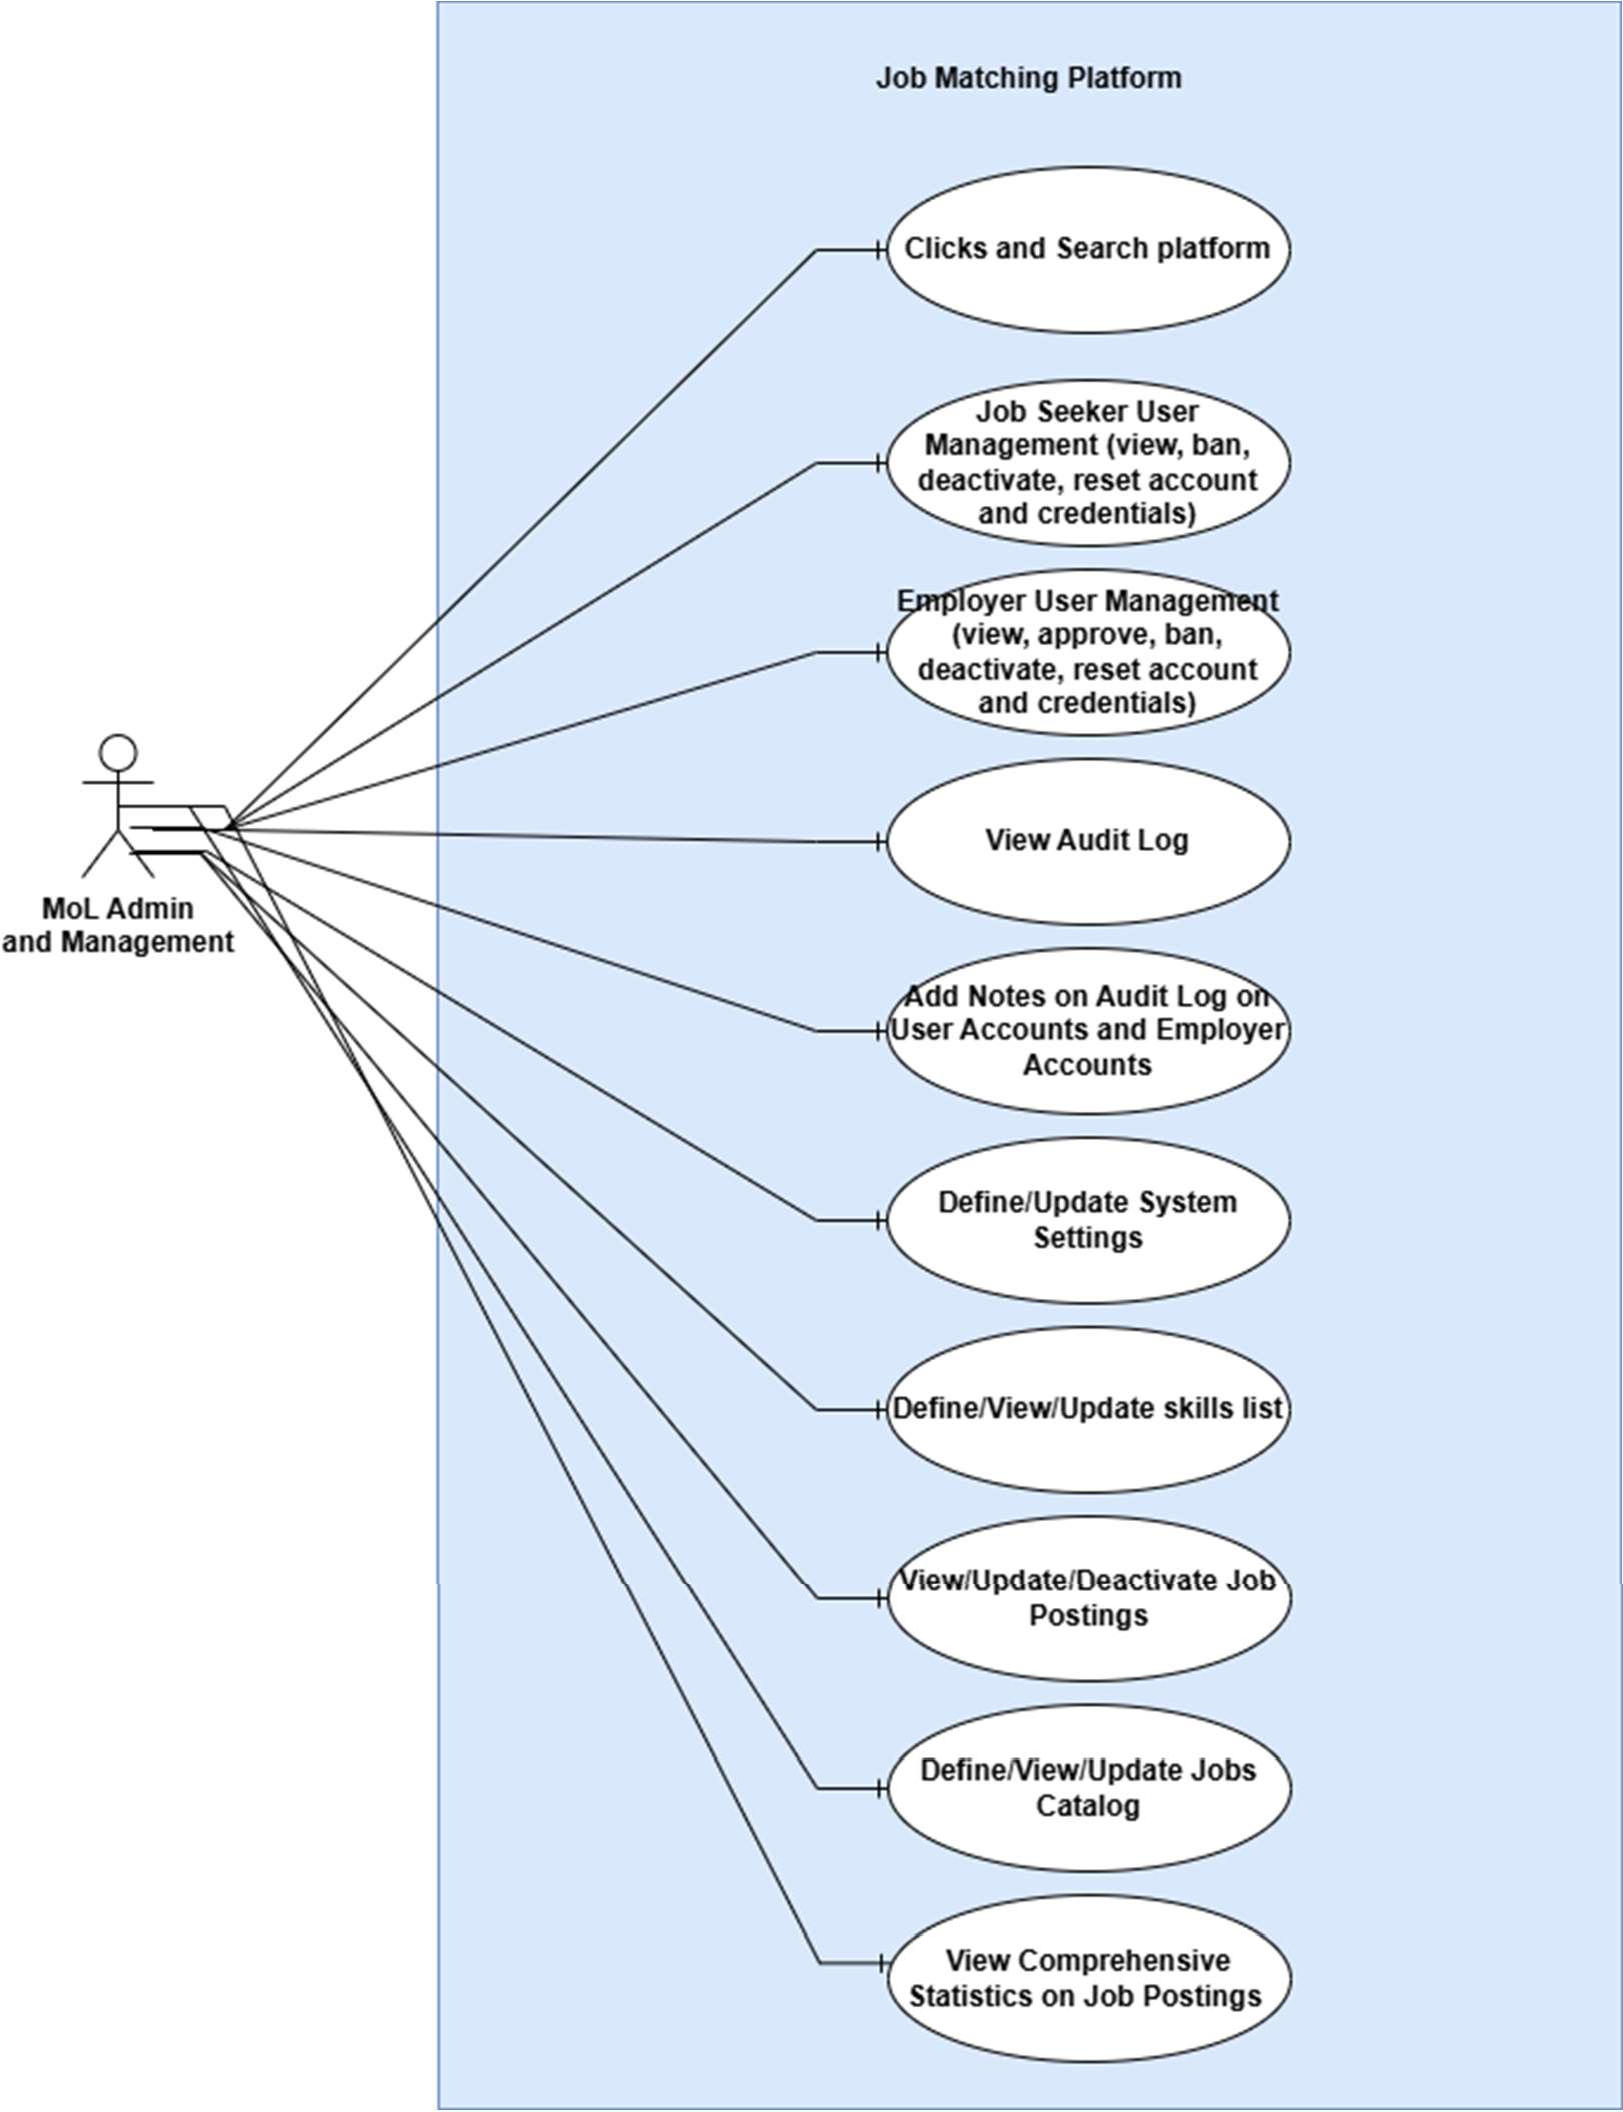 Job Matching Platform
Clicks and Search platform
Job Seeker User
Management (view, ban,
deactivate, reset account
and credentials)
Employer User Management
(view, approve, ban,
deactivate, reset account
and credentials)
View Audit Log
MoL Admin
and Management
Add Notes on Audit Log on
User Accounts and Employer
Accounts
Define/Update System
Settings
Define/View/Update skills list
View/Update/Deactivate Job
Postings
Define/View/Update Jobs
Catalog
View Comprehensive
Statistics on Job Postings